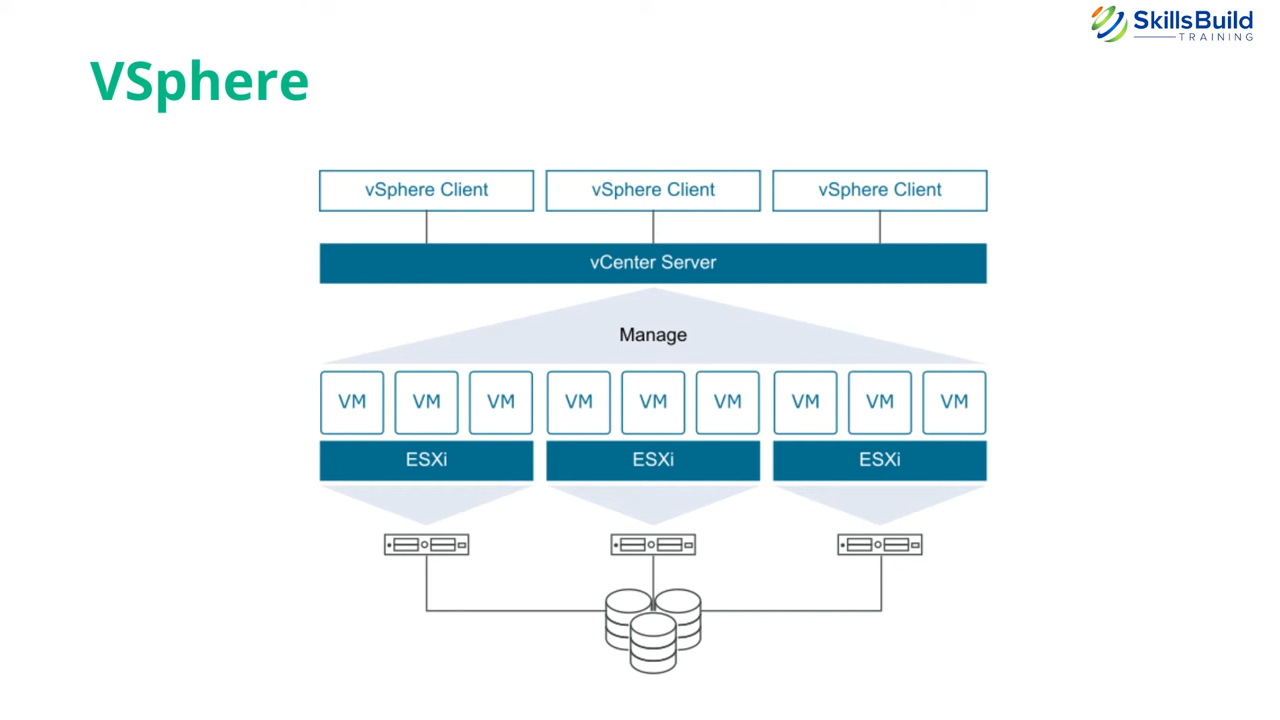 SkillsBuild
TRAINING
VSphere
vSphere Client
vSphere Client
vSphere Client
vCenter Server
Manage
VM
VM
VM
VM
VM
VM
VM
VM
VM
ESXi
ESXi
ESXi